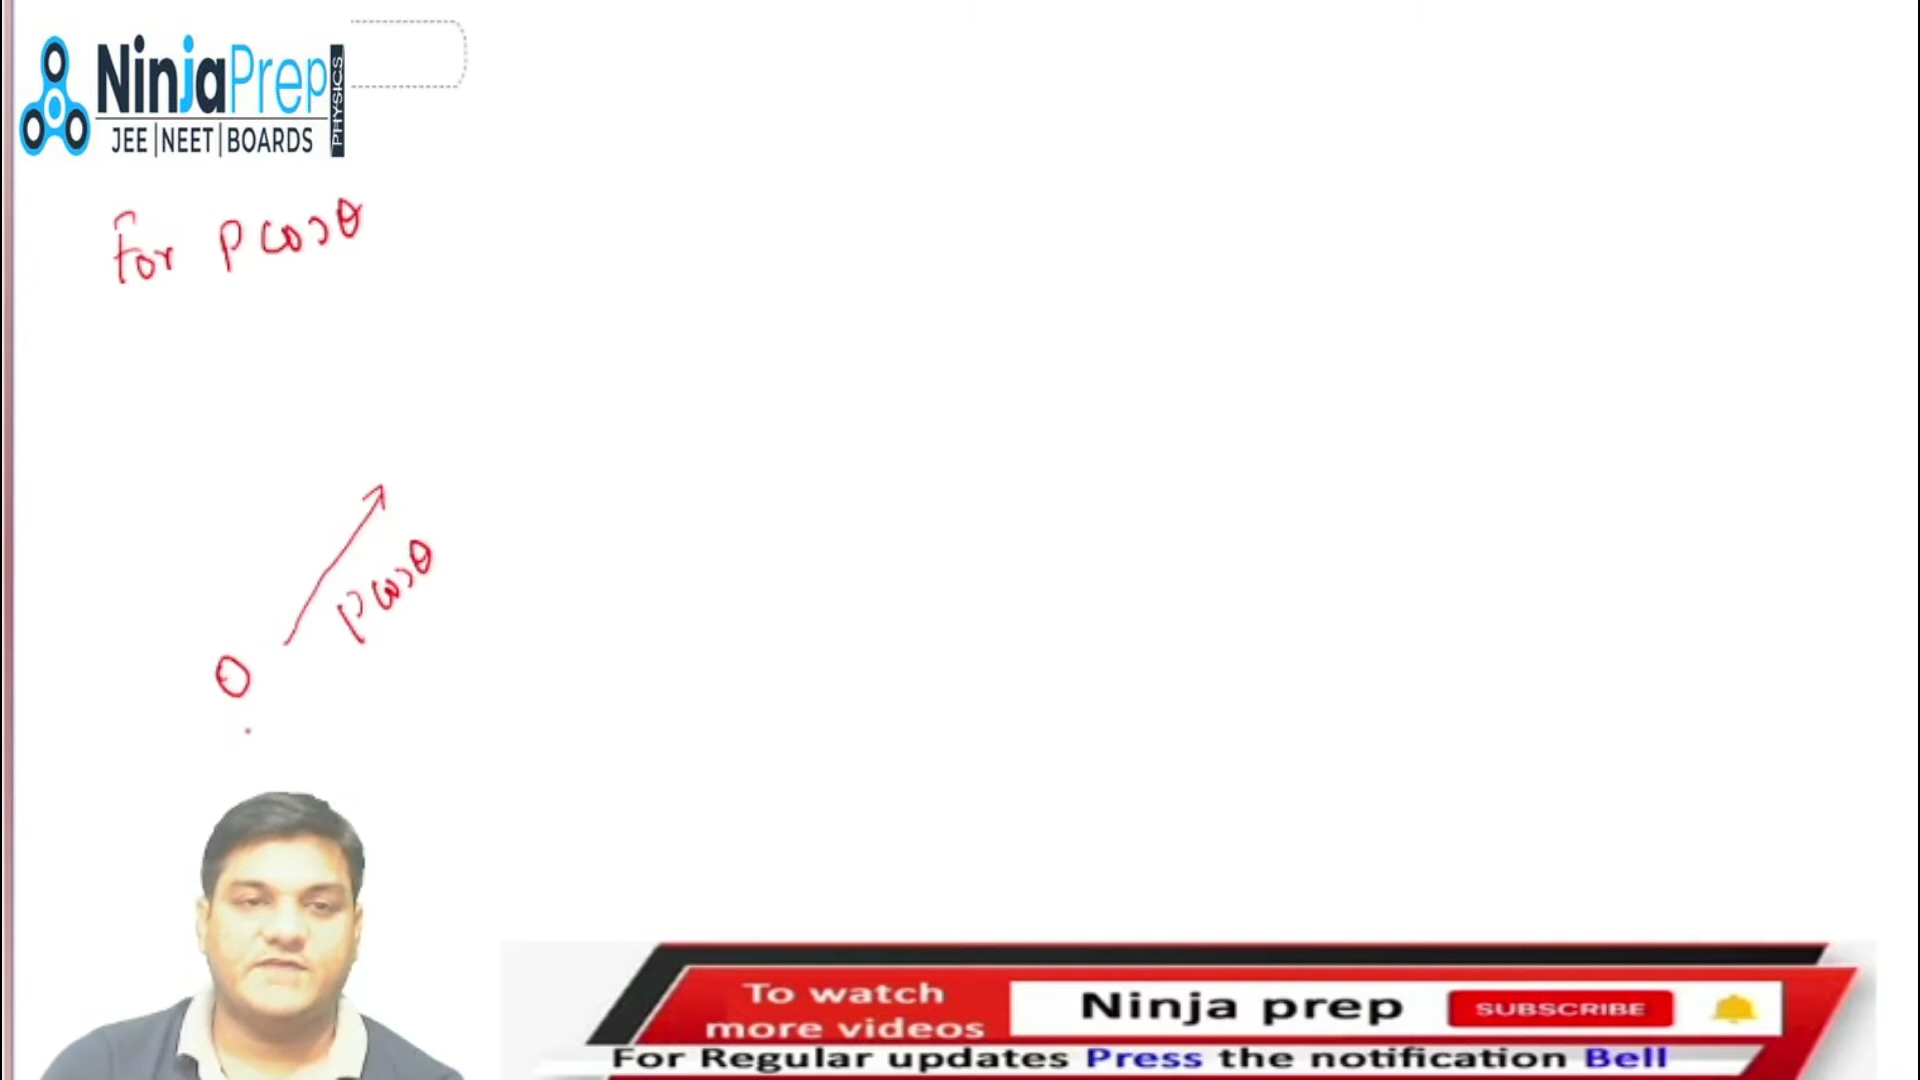 NinjaPrep
PHYSICS
JEE|NEET|BOARDS
For P cosθ
P cosθ
O
To watch
more videos
Ninja prep
SUBSCRIBE
For Regular updates Press the notification Bell